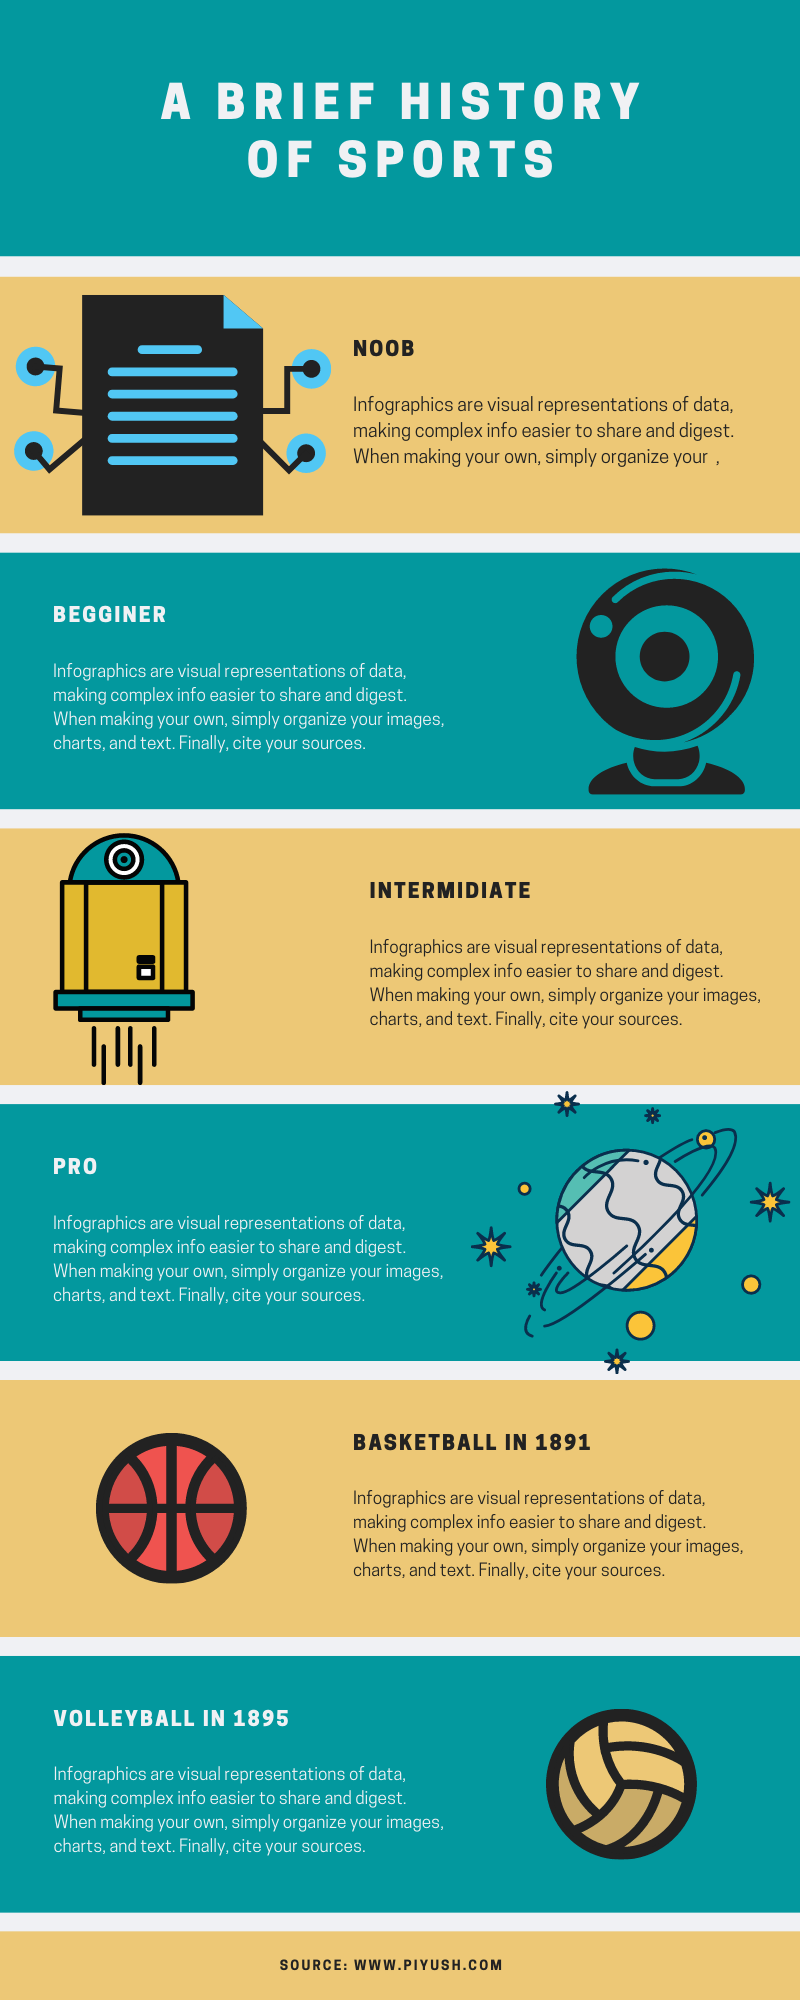 A BRIEF HISTORY
OF SPORTS
NOOB
Infographics are visual representations of data,
making complex info easier to share and digest.
When making your own, simply organize your ,
BEGGINER
Infographics are visual representations of data,
making complex info easier to share and digest.
When making your own, simply organize your images,
charts, and text. Finally, cite your sources.
INTERMIDIATE
Infographics are visual representations of data,
making complex info easier to share and digest.
When making your own, simply organize your images,
charts, and text. Finally, cite your sources.
PRO
Infographics are visual representations of data,
making complex info easier to share and digest.
When making your own, simply organize your images,
charts, and text. Finally, cite your sources.
BASKETBALL IN 1891
Infographics are visual representations of data,
making complex info easier to share and digest.
When making your own, simply organize your images,
charts, and text. Finally, cite your sources.
VOLLEYBALL IN 1895
Infographics are visual representations of data,
making complex info easier to share and digest.
When making your own, simply organize your images,
charts, and text. Finally, cite your sources.
SOURCE: WWW.PIYUSH.COM